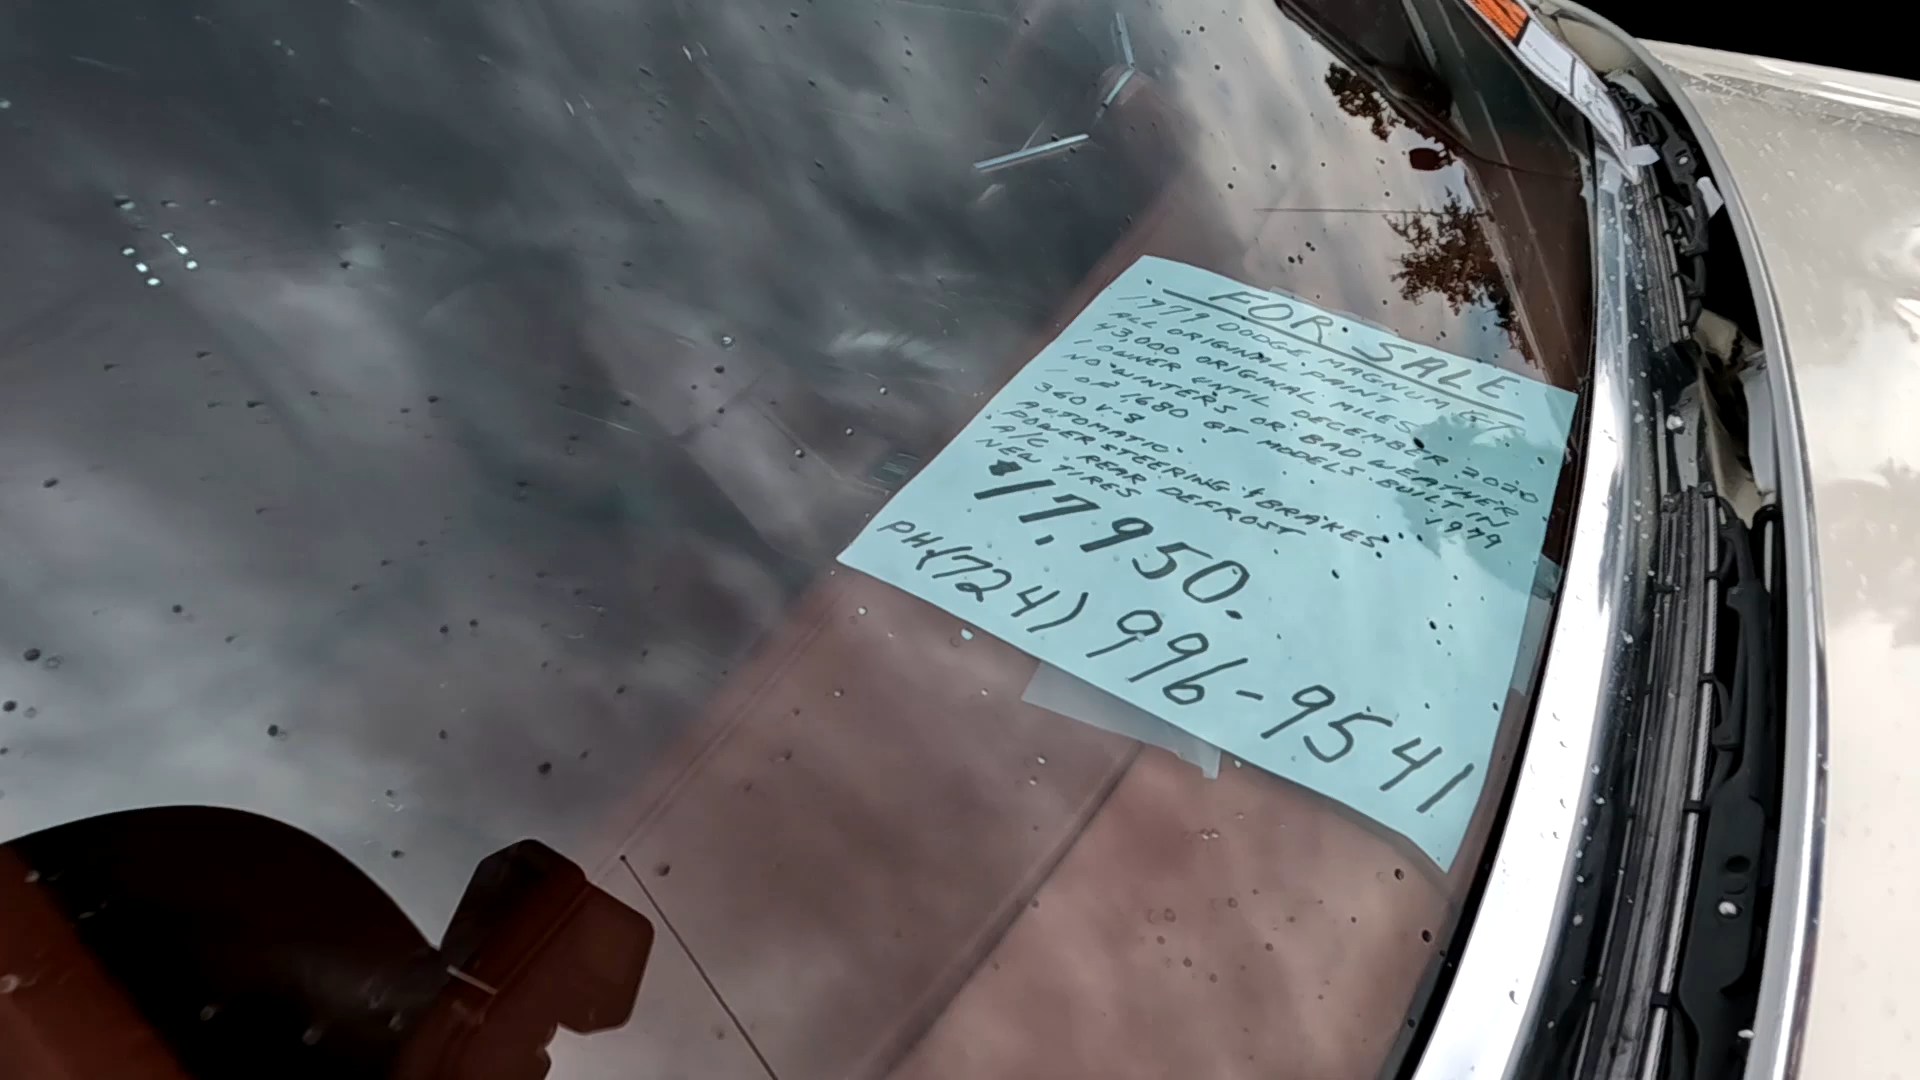 FOR SALE
1979 DODGE MAGNUM GT
ALL ORIGINAL PAINT
43,000 ORIGINAL MILES
1 OWNER UNTIL DECEMBER 2020
NO WINTERS OR BAD WEATHER
1 OF 1680 GT MODELS BUILT IN 1979
360 V-8
AUTOMATIC
POWER STEERING & BRAKES
A/C REAR DEFROST
NEW TIRES
$17,950.
PH(724) 996-9541